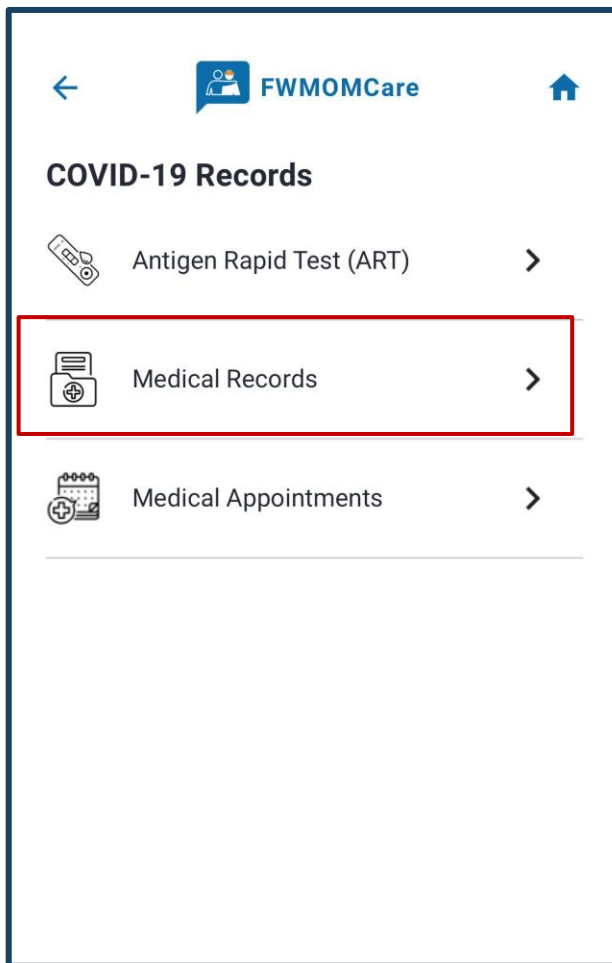 FWMOMCare
COVID-19 Records
Antigen Rapid Test (ART)
Medical Records
Medical Appointments